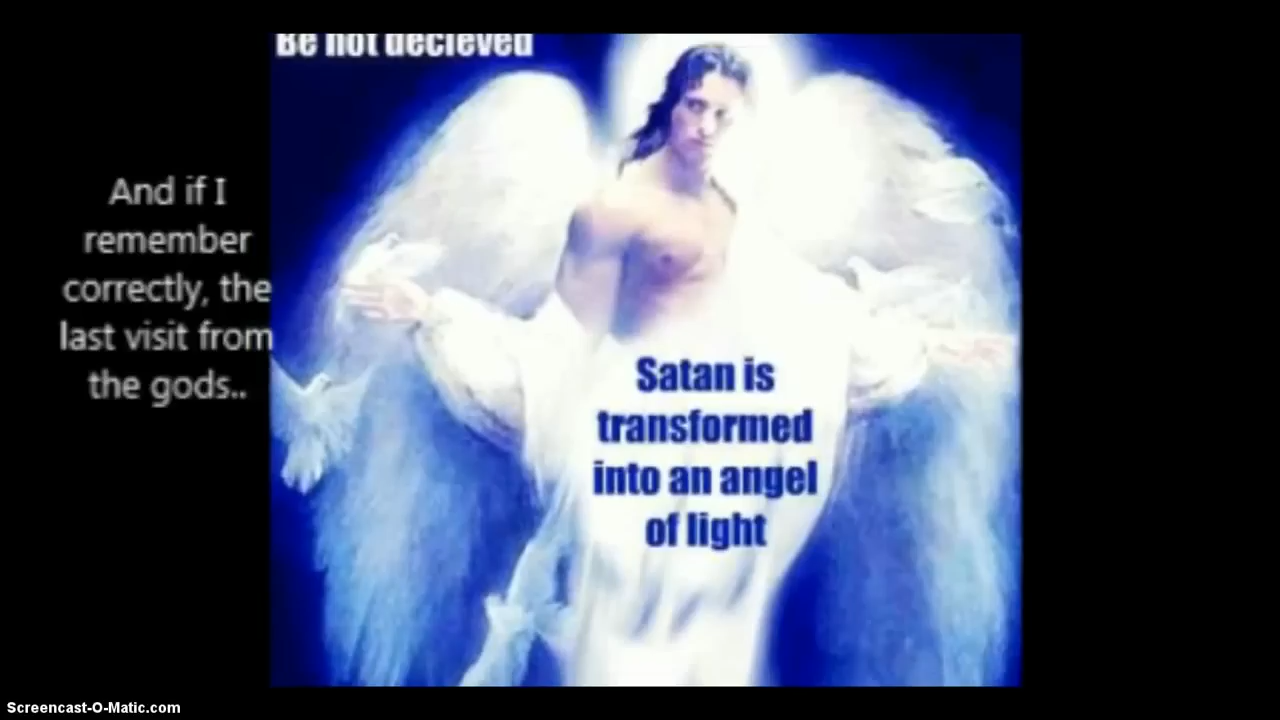 Be not decieved
And if I
remember
correctly, the
last visit from
the gods..
Satan is
transformed
into an angel
of light
Screencast-O-Matic.com